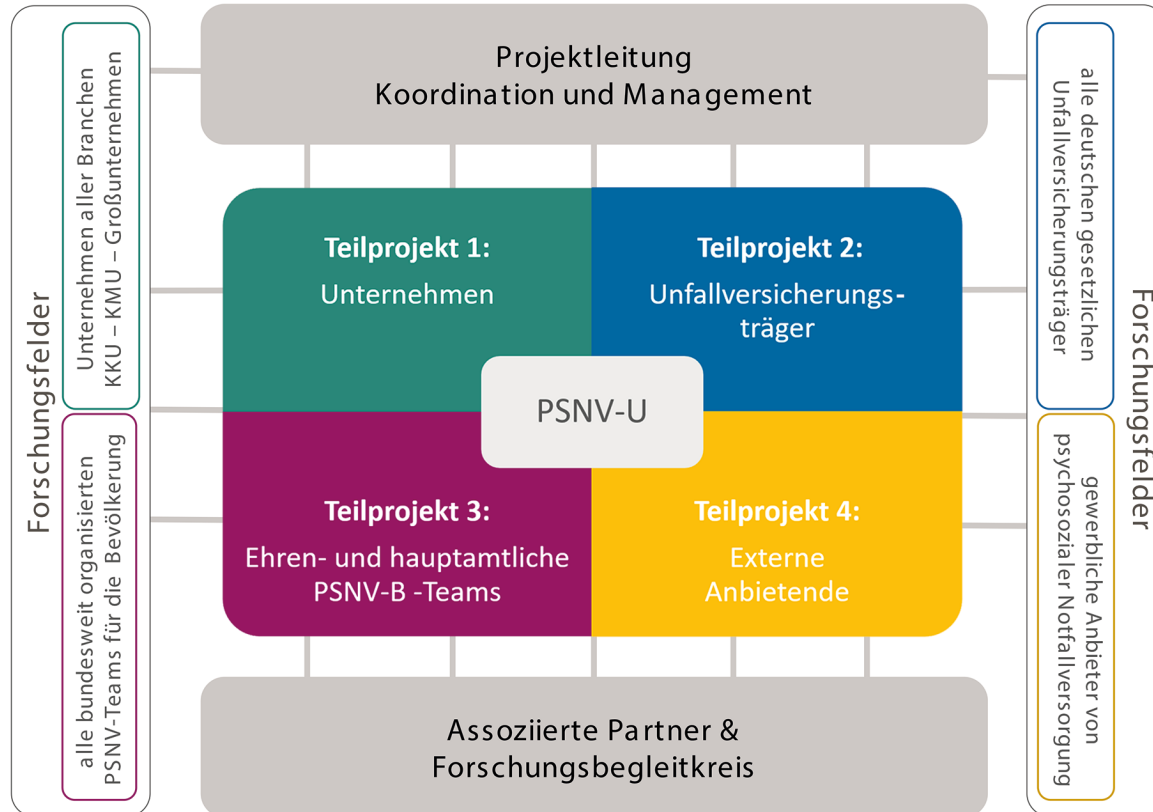 Projektleitung
Koordination und Management
Forschungsfelder
Unternehmen aller Branchen
KKU – KMU – Großunternehmen
alle bundesweit organisierten
PSNV-Teams für die Bevölkerung
Teilprojekt 1:
Unternehmen
Teilprojekt 2:
Unfallversicherungs-
träger
PSNV-U
Teilprojekt 3:
Ehren- und hauptamtliche
PSNV-B -Teams
Teilprojekt 4:
Externe
Anbietende
alle deutschen gesetzlichen
Unfallversicherungsträger
gewerbliche Anbieter von
psychosozialer Notfallversorgung
Forschungsfelder
Assoziierte Partner &
Forschungsbegleitkreis